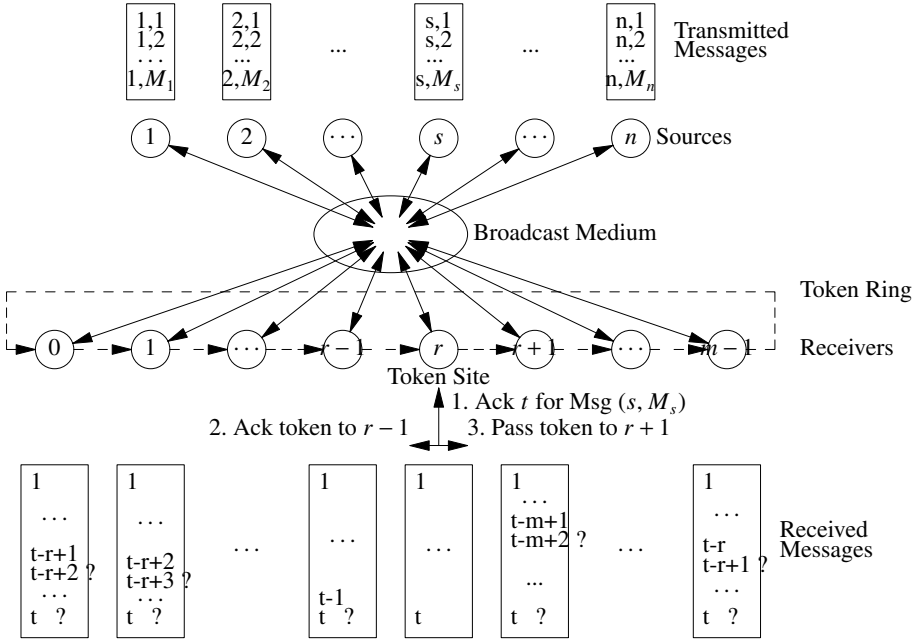 1,1
1,2
. . .
1,M₁
2,1
2,2
...
2,M₂
...
s,1
s,2
...
s,Mₛ
...
n,1
n,2
...
n,Mₙ
Transmitted
Messages
1
2
. . .
s
. . .
n
Sources
Broadcast Medium
Token Ring
0
1
. . .
r – 1
r
r + 1
. . .
m – 1
Receivers
Token Site
1. Ack t for Msg (s, Mₛ)
2. Ack token to r – 1
3. Pass token to r + 1
1
. . .
t-r+1
t-r+2 ?
. . .
t ?
1
. . .
t-r+2
t-r+3 ?
. . .
t ?
. . .
1
. . .
t-1
t ?
1
. . .
t
1
. . .
t-m+1
t-m+2 ?
...
t ?
. . .
1
. . .
t-r
t-r+1 ?
. . .
t ?
Received
Messages